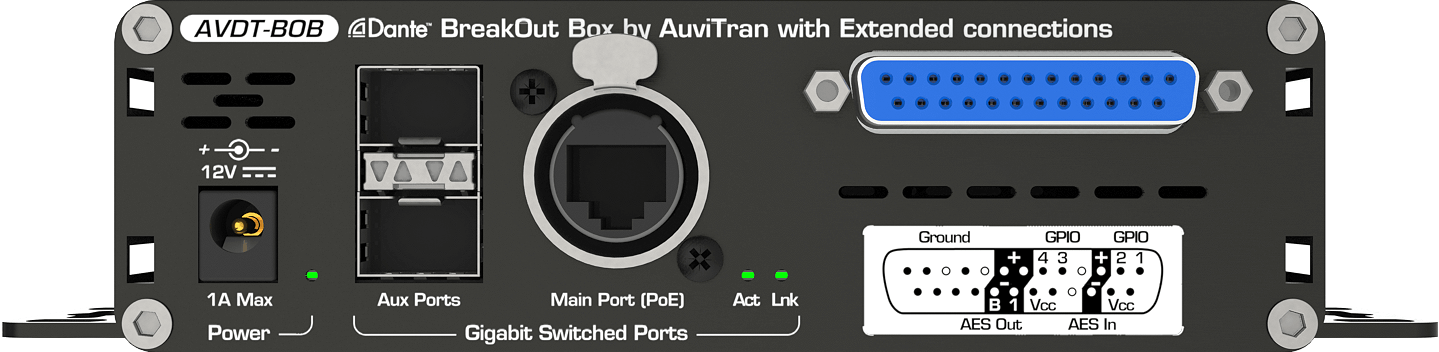 AVDT-BOB Dante™ BreakOut Box by AuviTran with Extended connections
+ -
12V
1A Max
Power
Aux Ports
Main Port (PoE)
Act Lnk
Gigabit Switched Ports
Ground GPIO GPIO
+ 4 3 + 2 1
- -
B 1 Vcc Vcc
AES Out AES In